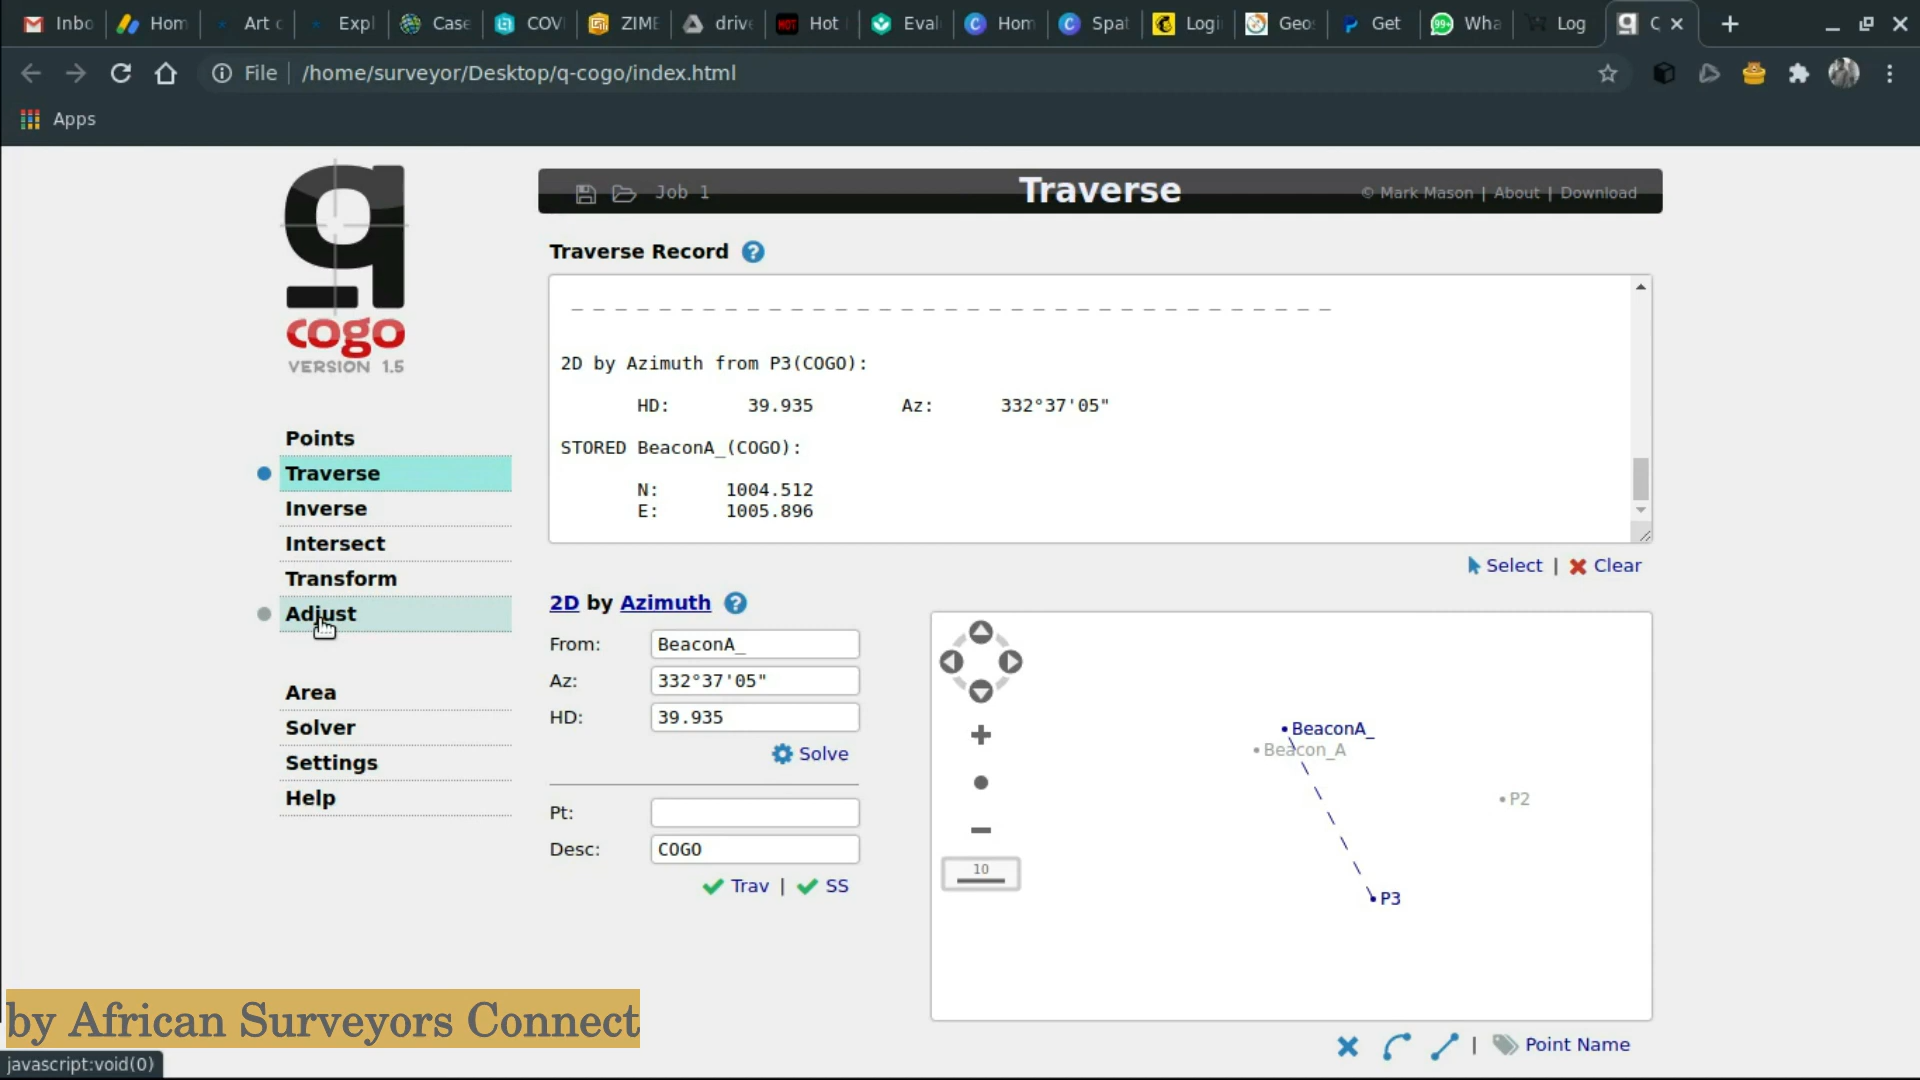 Inbo
Hom
Art c
Expl
Case
COVI
ZIME
drive
HOT
Hot
Evalu
Hom
Spat
Logi
Geos
Get
99+
Wha
Log
C
File
/home/surveyor/Desktop/q-cogo/index.html
Apps
q
cogo
VERSION 1.5
Job 1
Traverse
© Mark Mason | About | Download
Points
Traverse
Inverse
Intersect
Transform
Adjust
Area
Solver
Settings
Help
Traverse Record ?
_ _ _ _ _ _ _ _ _ _ _ _ _ _ _ _ _ _ _ _ _ _ _ _ _ _ _ _ _ _ _ _ _ _ _
2D by Azimuth from P3(COGO):
HD: 39.935 Az: 332°37'05"
STORED BeaconA_(COGO):
N: 1004.512
E: 1005.896
Select | Clear
2D by Azimuth ?
From: BeaconA_
Az: 332°37'05"
HD: 39.935
Solve
Pt:
Desc: COGO
Trav | SS
BeaconA_
Beacon_A
P2
P3
10
| Point Name
by African Surveyors Connect
javascript:void(0)